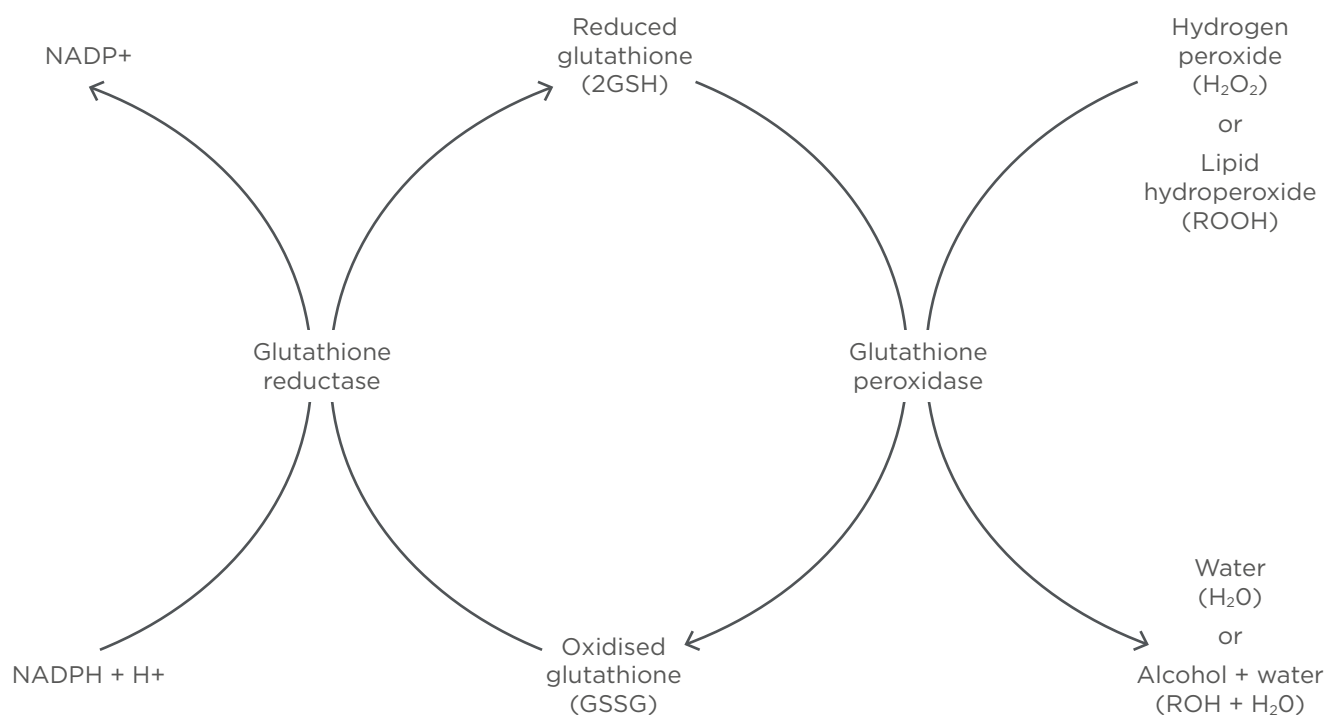 NADP+
Reduced
glutathione
(2GSH)
Hydrogen
peroxide
(H₂O₂)
or
Lipid
hydroperoxide
(ROOH)
Glutathione
reductase
Glutathione
peroxidase
NADPH + H+
Oxidised
glutathione
(GSSG)
Water
(H₂0)
or
Alcohol + water
(ROH + H₂0)